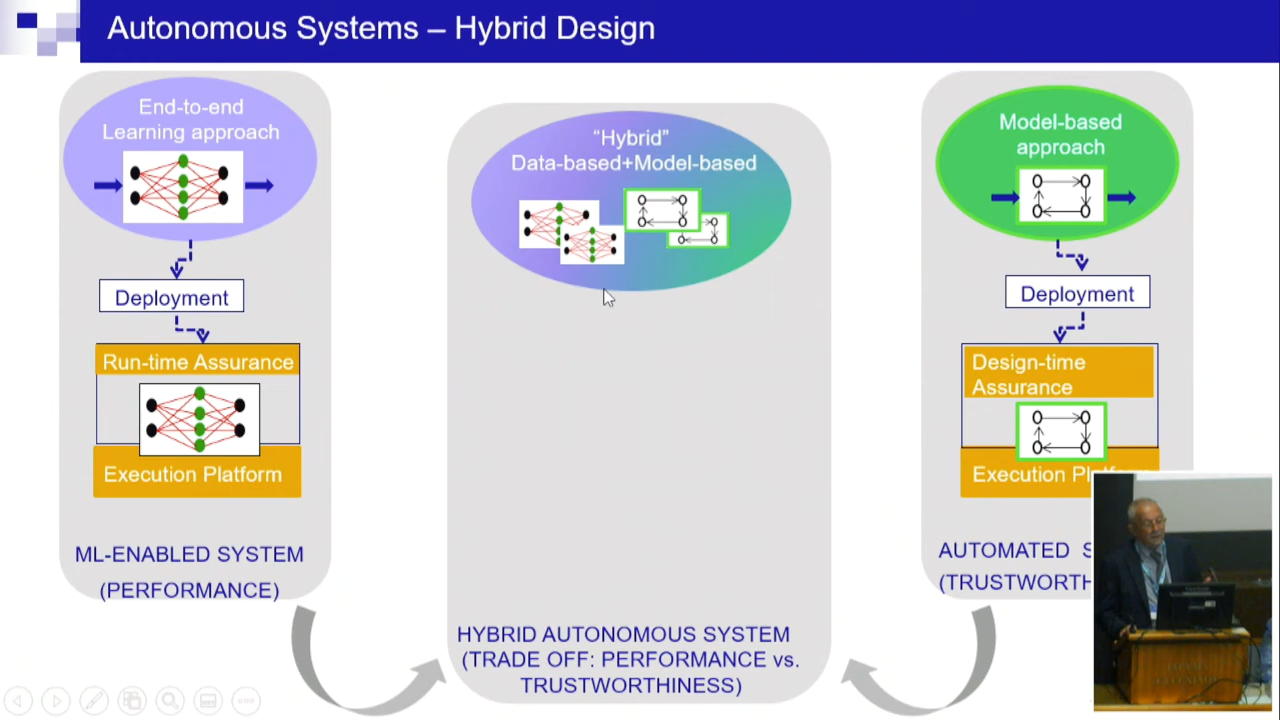 Autonomous Systems – Hybrid Design
End-to-end
Learning approach
Deployment
Run-time Assurance
Execution Platform
ML-ENABLED SYSTEM
(PERFORMANCE)
“Hybrid”
Data-based+Model-based
HYBRID AUTONOMOUS SYSTEM
(TRADE OFF: PERFORMANCE vs.
TRUSTWORTHINESS)
Model-based
approach
Deployment
Design-time
Assurance
Execution
AUTOMATED